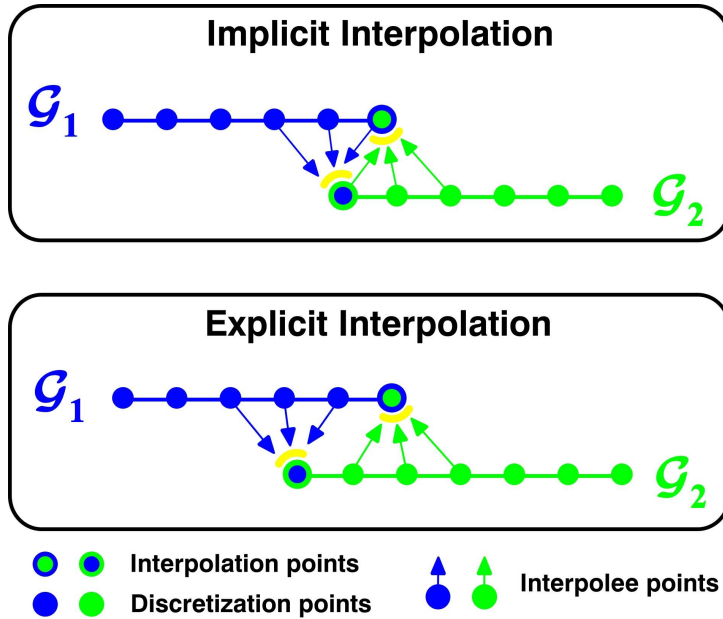 Implicit Interpolation
𝒢1
𝒢2
Explicit Interpolation
𝒢1
𝒢2
Interpolation points
Discretization points
Interpolee points